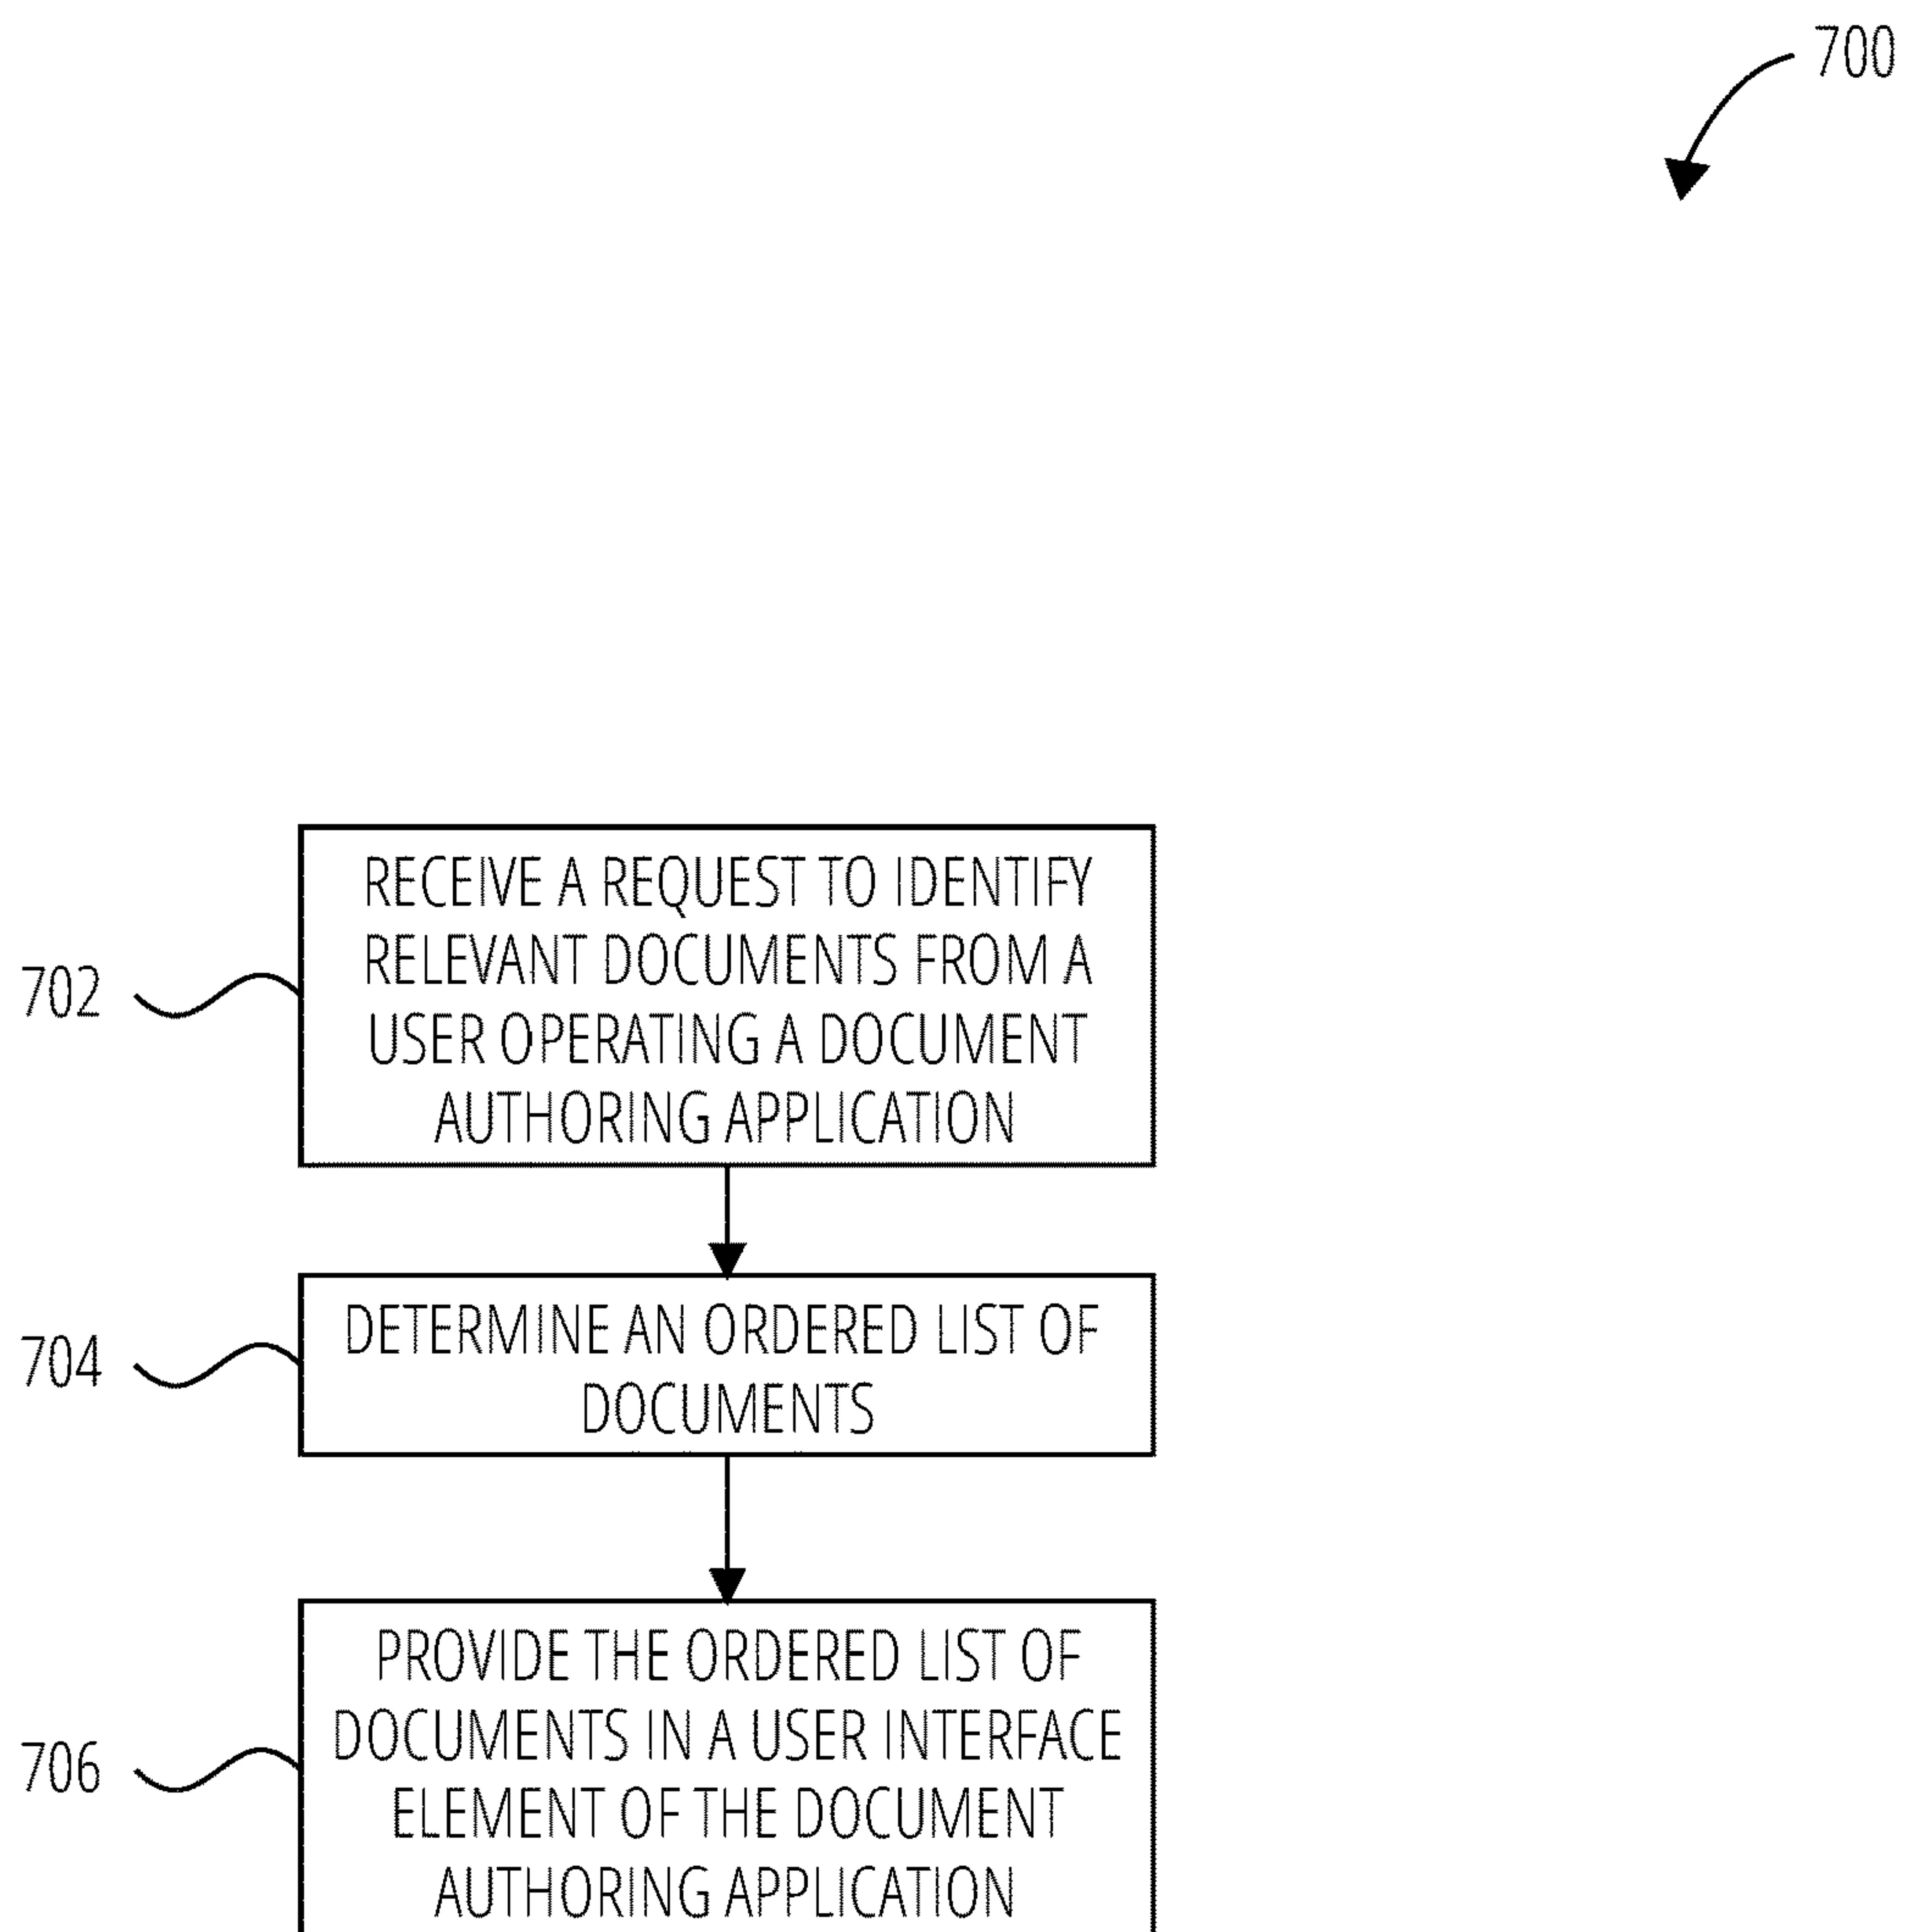 700
702
RECEIVE A REQUEST TO IDENTIFY
RELEVANT DOCUMENTS FROM A
USER OPERATING A DOCUMENT
AUTHORING APPLICATION
704
DETERMINE AN ORDERED LIST OF
DOCUMENTS
706
PROVIDE THE ORDERED LIST OF
DOCUMENTS IN A USER INTERFACE
ELEMENT OF THE DOCUMENT
AUTHORING APPLICATION